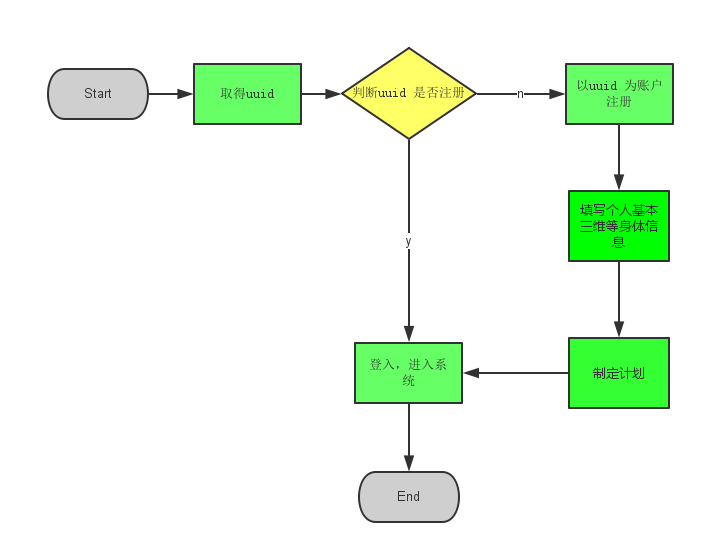 Start
取得uuid
判断uuid 是否注册
n
以uuid 为账户
注册
填写个人基本
三维等身体信
息
y
登入，进入系
统
制定计划
End